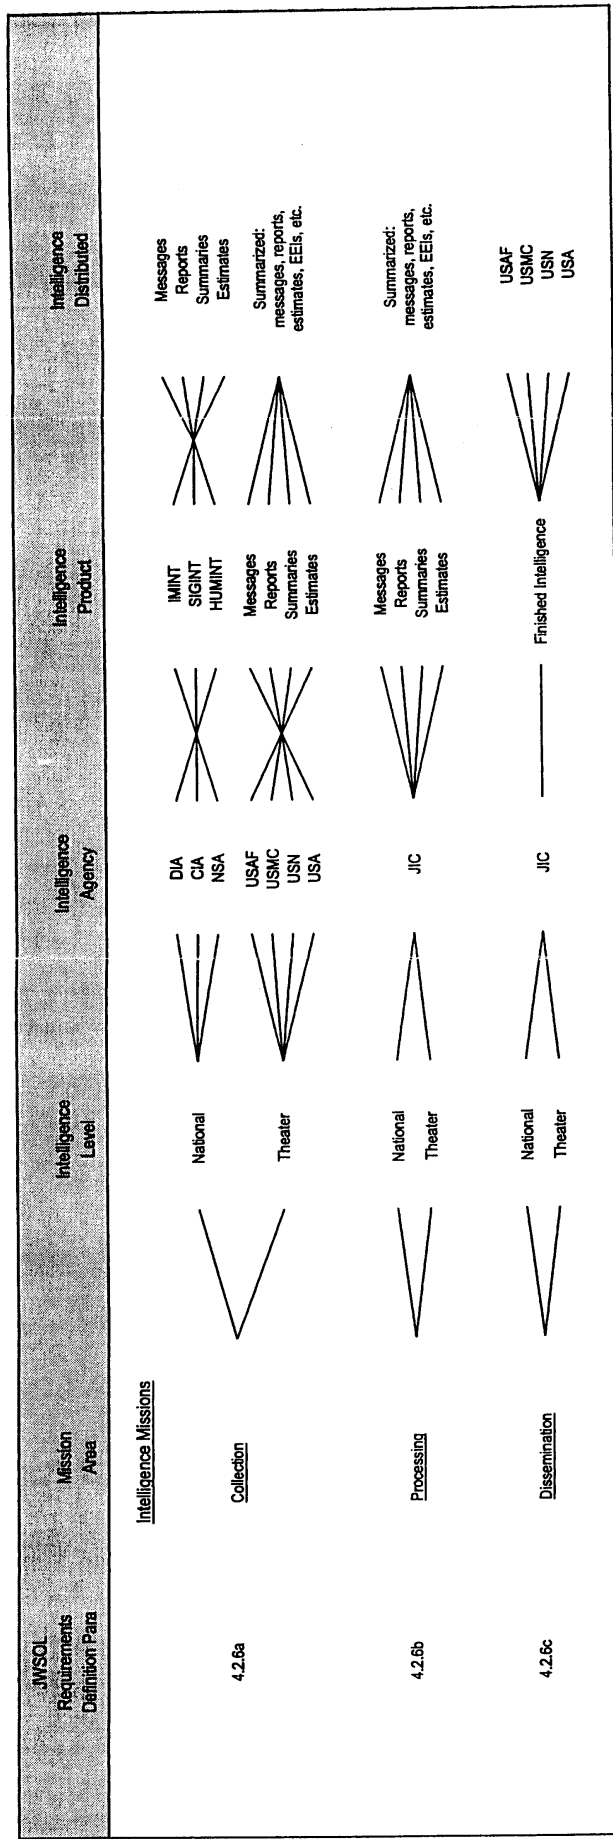 JWSOL
Requirements
Definition Para
Mission
Area
Intelligence
Level
Intelligence
Agency
Intelligence
Product
Intelligence
Distributed
Intelligence Missions
4.2.6a
Collection
National
DIA
CIA
NSA
IMINT
SIGINT
HUMINT
Messages
Reports
Summaries
Estimates
Theater
USAF
USMC
USN
USA
Messages
Reports
Summaries
Estimates
Summarized:
messages, reports,
estimates, EEIs, etc.
4.2.6b
Processing
National
Theater
JIC
Messages
Reports
Summaries
Estimates
Summarized:
messages, reports,
estimates, EEIs, etc.
4.2.6c
Dissemination
National
Theater
JIC
Finished Intelligence
USAF
USMC
USN
USA